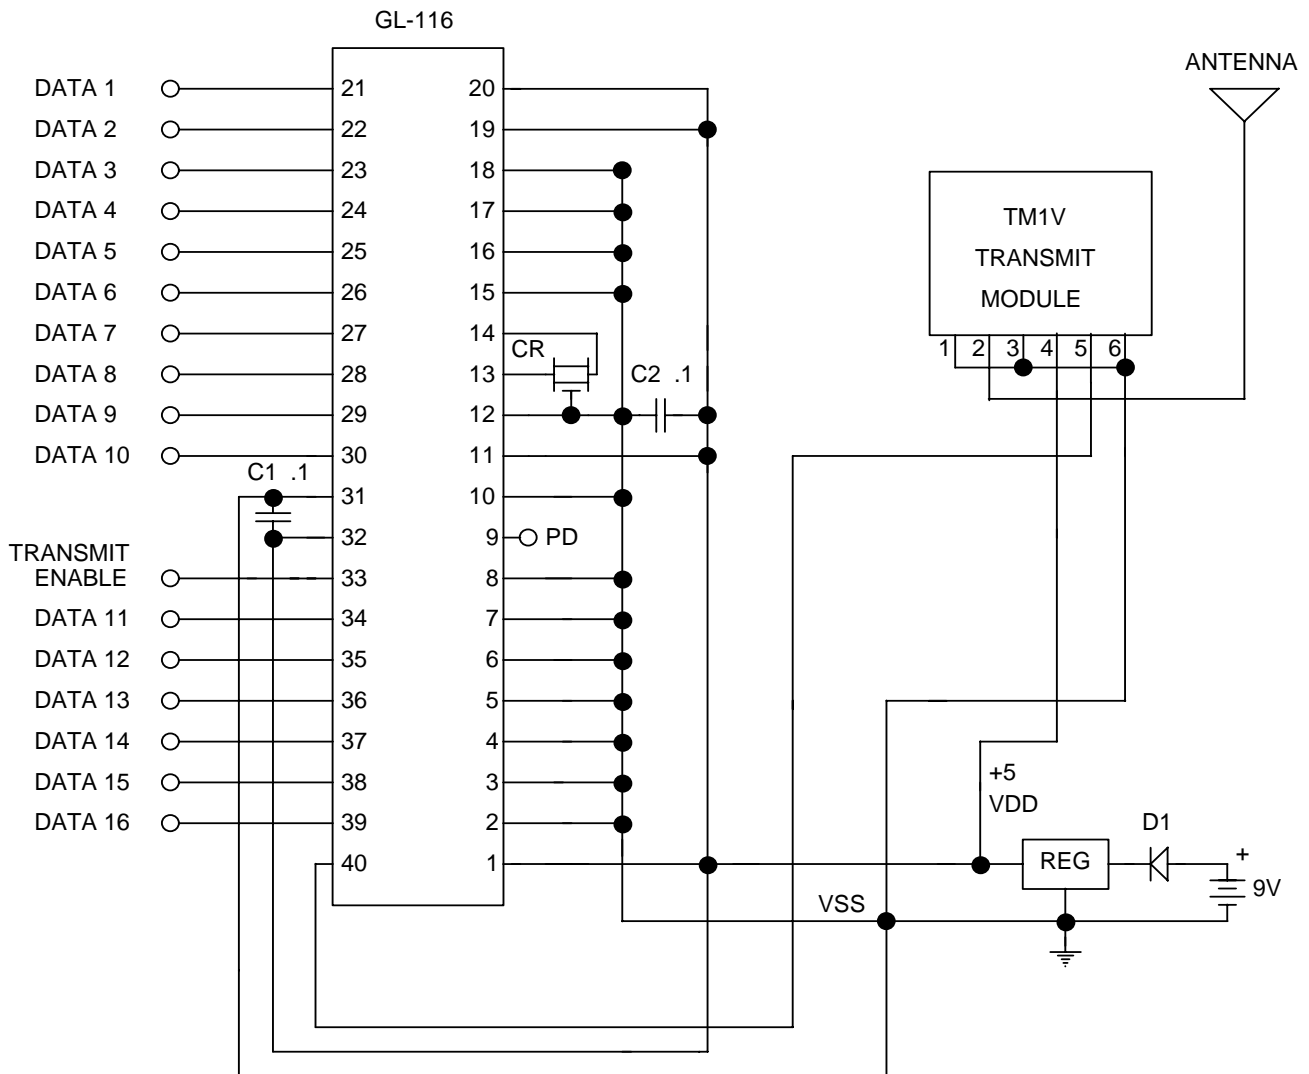 GL-116
ANTENNA
DATA 1 21 20
DATA 2 22 19
DATA 3 23 18
DATA 4 24 17
TM1V
TRANSMIT
MODULE
DATA 5 25 16
DATA 6 26 15
DATA 7 27 14
1 2 3 4 5 6
CR
DATA 8 28 13
C2 .1
DATA 9 29 12
DATA 10 30 11
C1 .1
31 10
32 9 PD
TRANSMIT
ENABLE 33 8
DATA 11 34 7
DATA 12 35 6
DATA 13 36 5
DATA 14 37 4
DATA 15 38 3
+5
VDD
DATA 16 39 2
D1
40 1
REG
+
9V
VSS